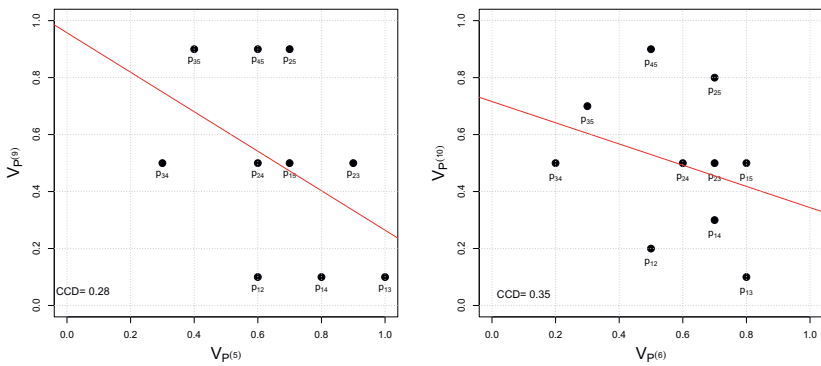 1.0
0.8
0.6
0.4
0.2
0.0
V_P(9)
p35 p45 p25
p34 p24 p15 p23
p12 p14 p13
CCD= 0.28
0.0 0.2 0.4 0.6 0.8 1.0
V_P(5)
1.0
0.8
0.6
0.4
0.2
0.0
V_P(10)
p45
p25
p35
p34 p24 p23 p15
p14
p12
p13
CCD= 0.35
0.0 0.2 0.4 0.6 0.8 1.0
V_P(6)